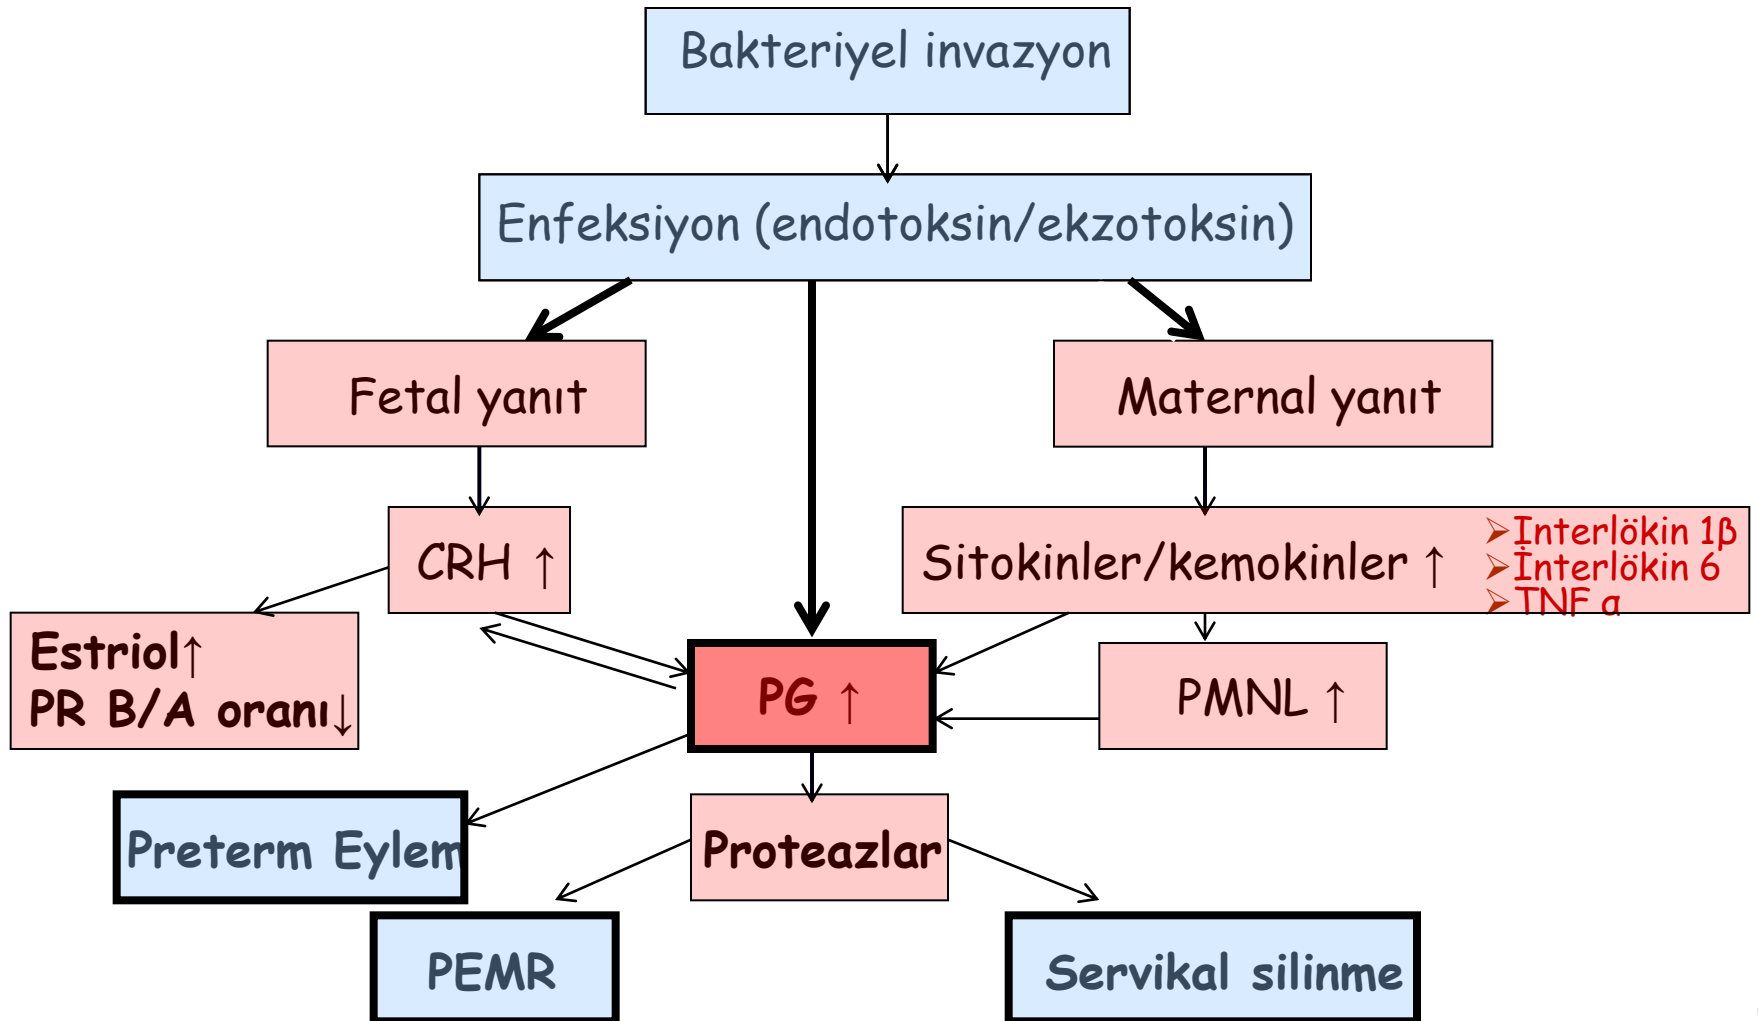 Bakteriyel invazyon
Enfeksiyon (endotoksin/ekzotoksin)
Fetal yanıt
Maternal yanıt
CRH ↑
Sitokinler/kemokinler ↑
➢İnterlökin 1β
➢İnterlökin 6
➢TNF α
Estriol↑
PR B/A oranı↓
PG ↑
PMNL ↑
Preterm Eylem
Proteazlar
PEMR
Servikal silinme